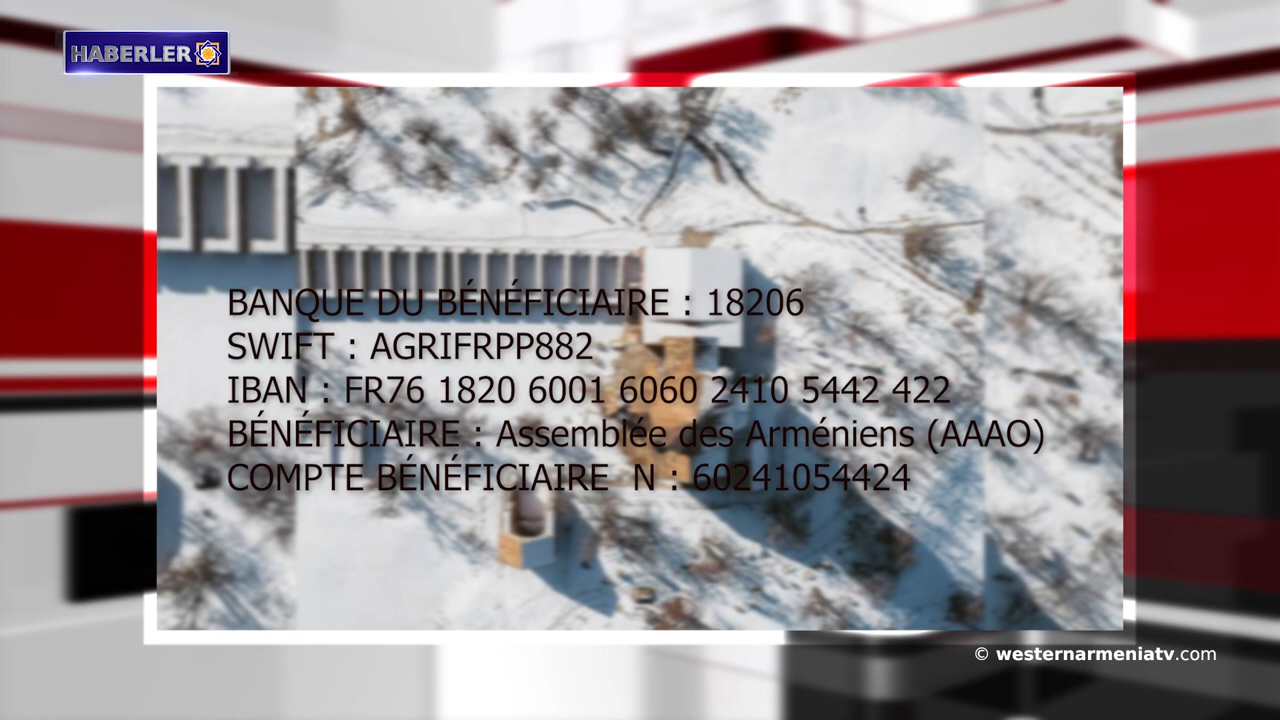 HABERLER
BANQUE DU BÉNÉFICIAIRE : 18206
SWIFT : AGRIFRPP882
IBAN : FR76 1820 6001 6060 2410 5442 422
BÉNÉFICIAIRE : Assemblée des Arméniens (AAAO)
COMPTE BÉNÉFICIAIRE N : 60241054424
© westernarmeniatv.com